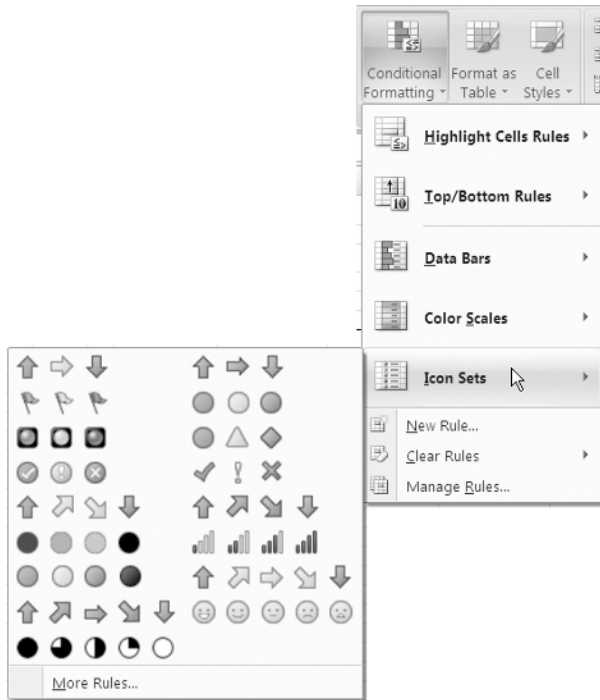 Conditional Format as Cell
Formatting Table Styles
Highlight Cells Rules
10
Top/Bottom Rules
Data Bars
Color Scales
Icon Sets
New Rule...
Clear Rules
Manage Rules...
More Rules...